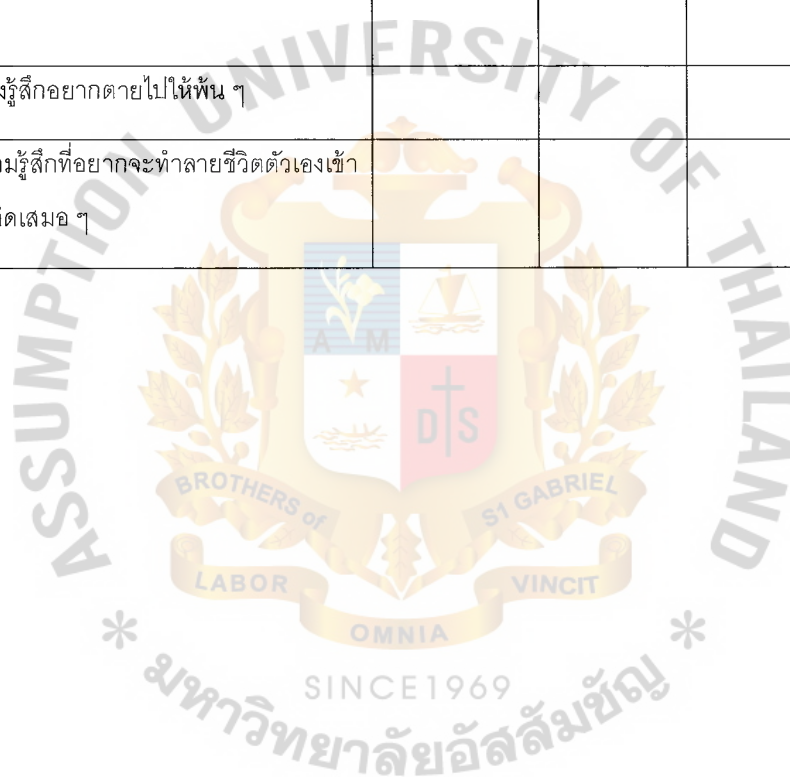 งรู้สึกอยากตายไปให้พ้น ๆ
ามรู้สึกที่อยากจะทำลายชีวิตตัวเองเข้า
คิดเสมอ ๆ
ASSUMPTION UNIVERSITY OF THAILAND
A M
D S
BROTHERS of
ST GABRIEL
LABOR
VINCIT
OMNIA
SINCE1969
มหาวิทยาลัยอัสสัมชัญ